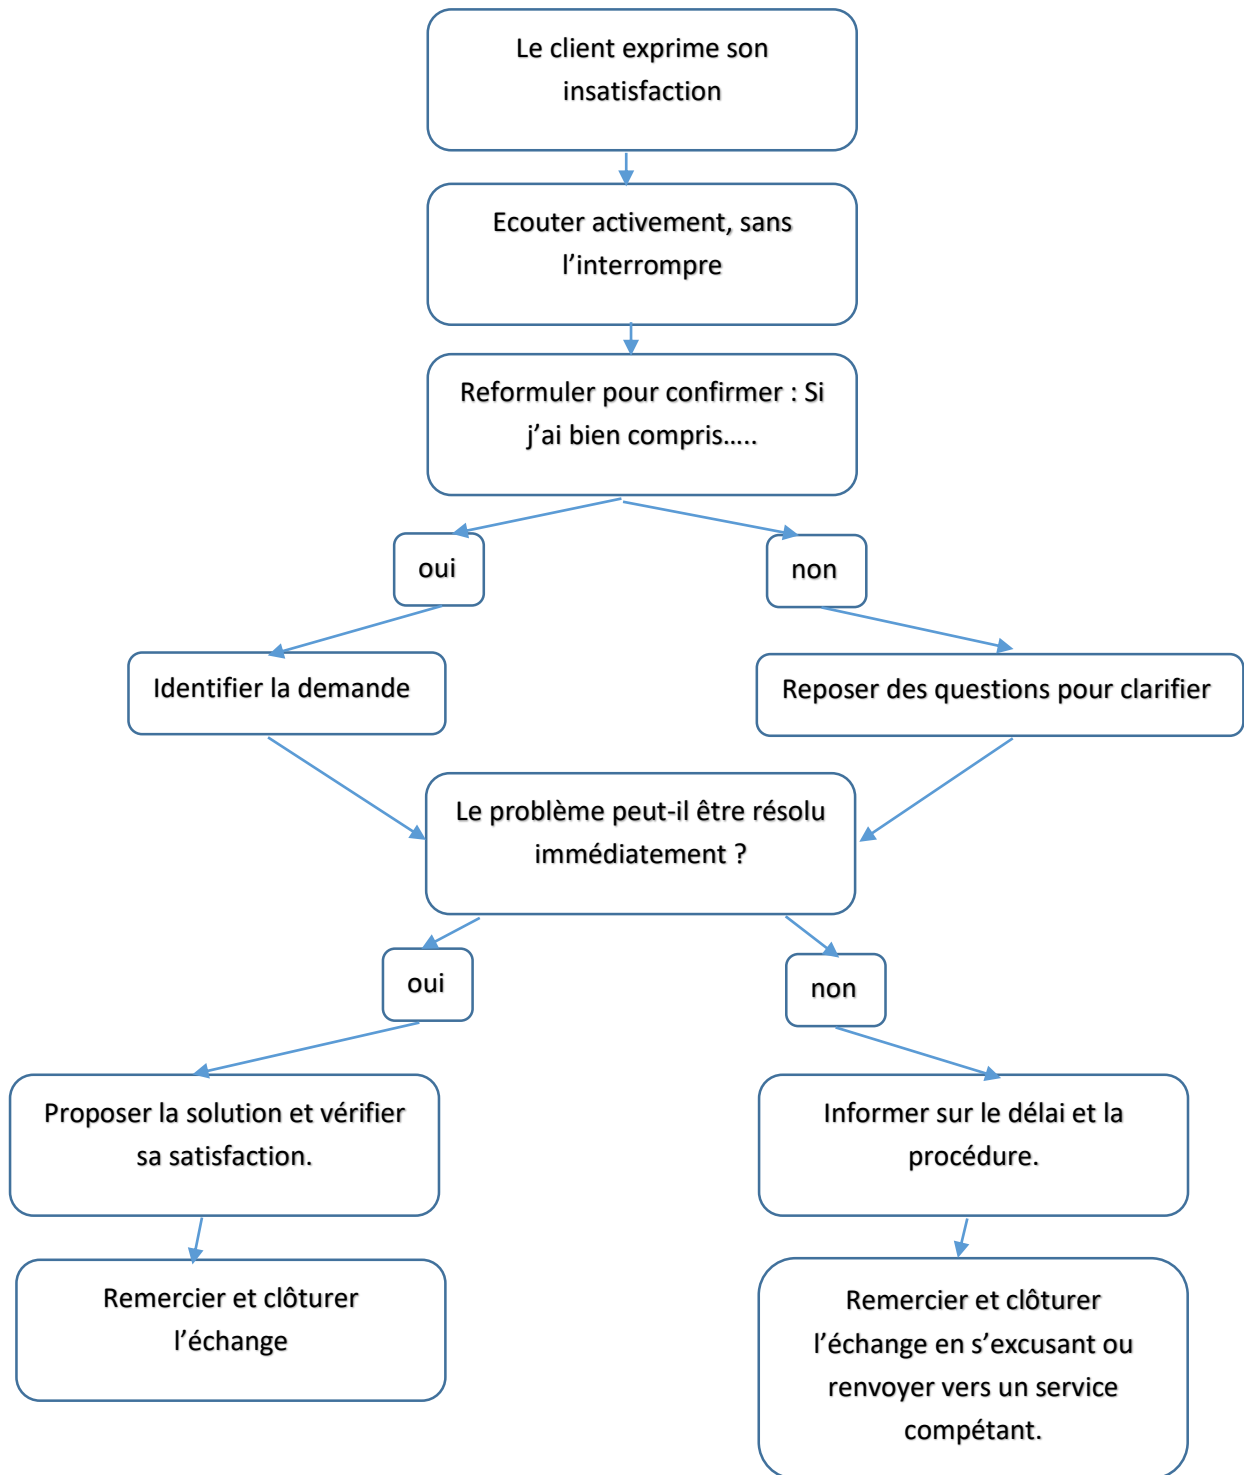 Le client exprime son
insatisfaction
Ecouter activement, sans
l’interrompre
Reformuler pour confirmer : Si
j’ai bien compris.....
oui
non
Identifier la demande
Reposer des questions pour clarifier
Le problème peut-il être résolu
immédiatement ?
oui
non
Proposer la solution et vérifier
sa satisfaction.
Informer sur le délai et la
procédure.
Remercier et clôturer
l’échange
Remercier et clôturer
l’échange en s’excusant ou
renvoyer vers un service
compétant.